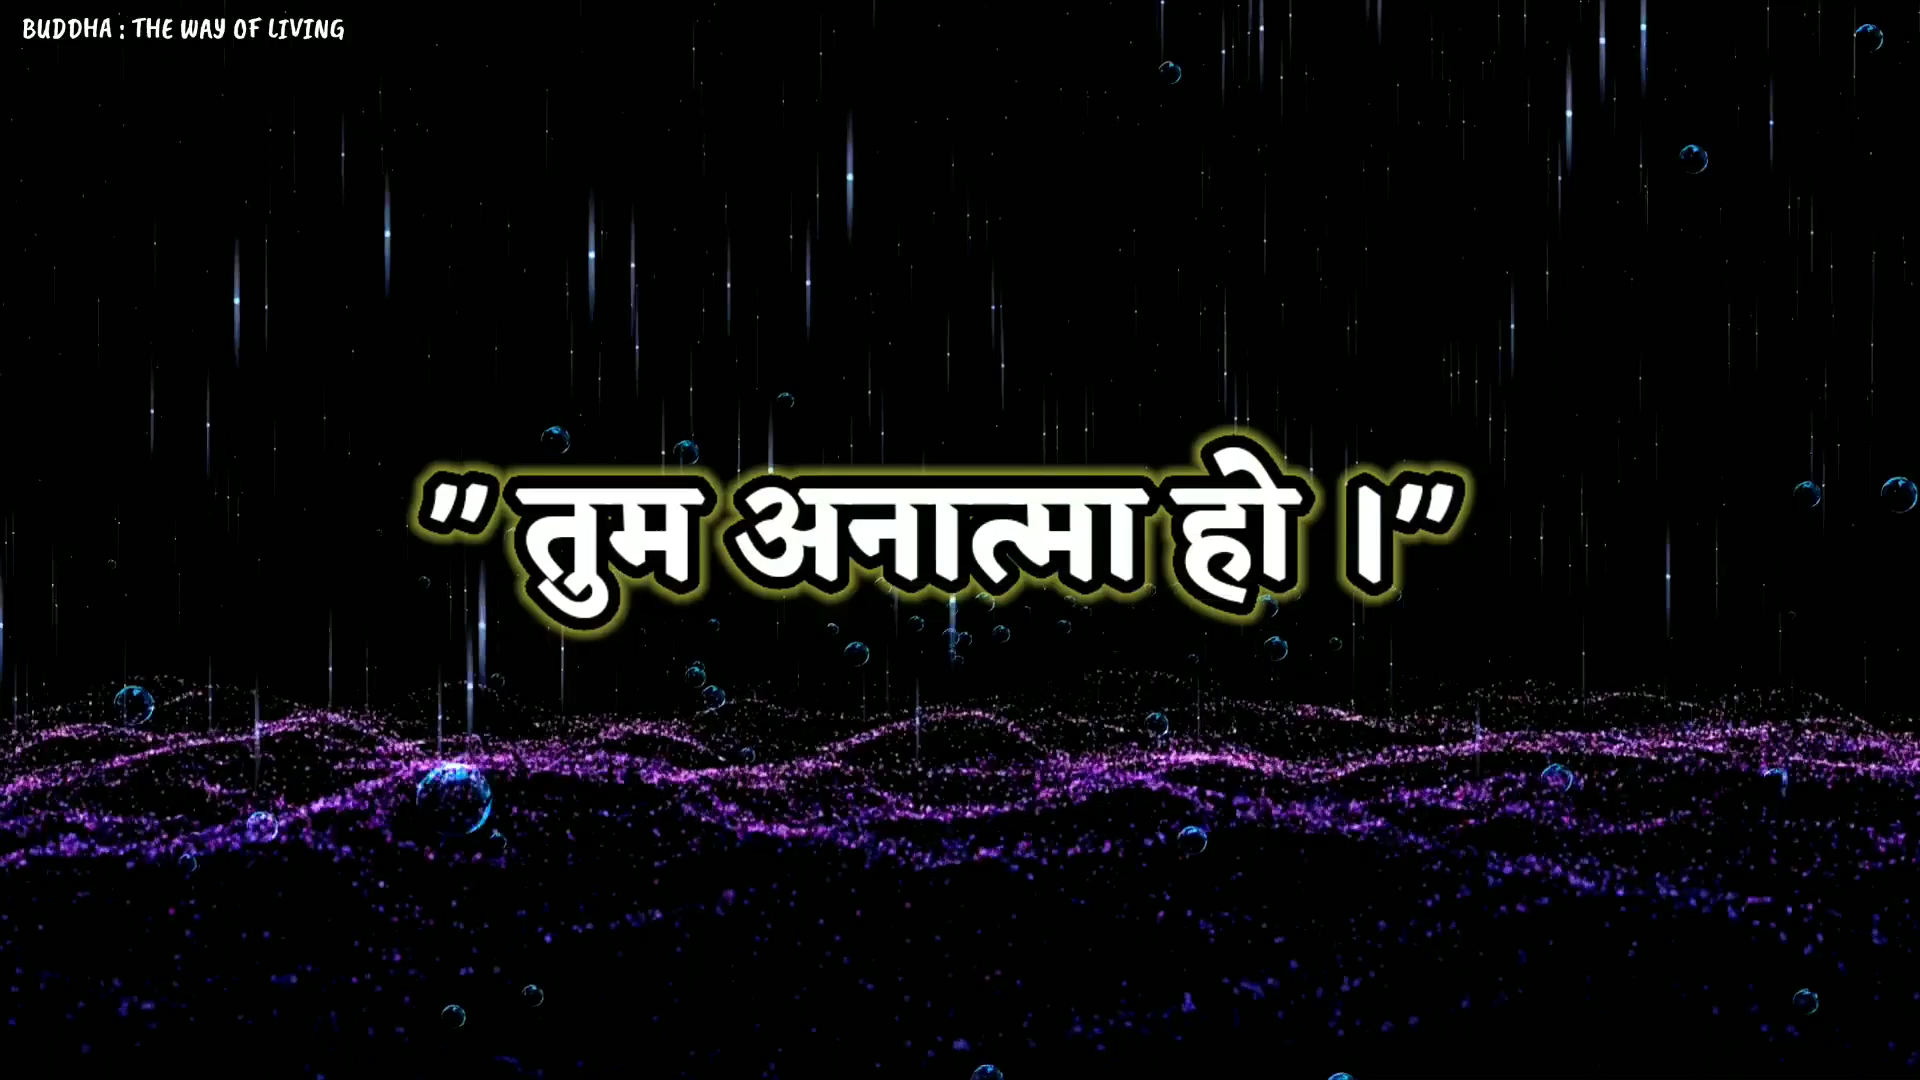 BUDDHA : THE WAY OF LIVING
" तुम अनात्मा हो ।"